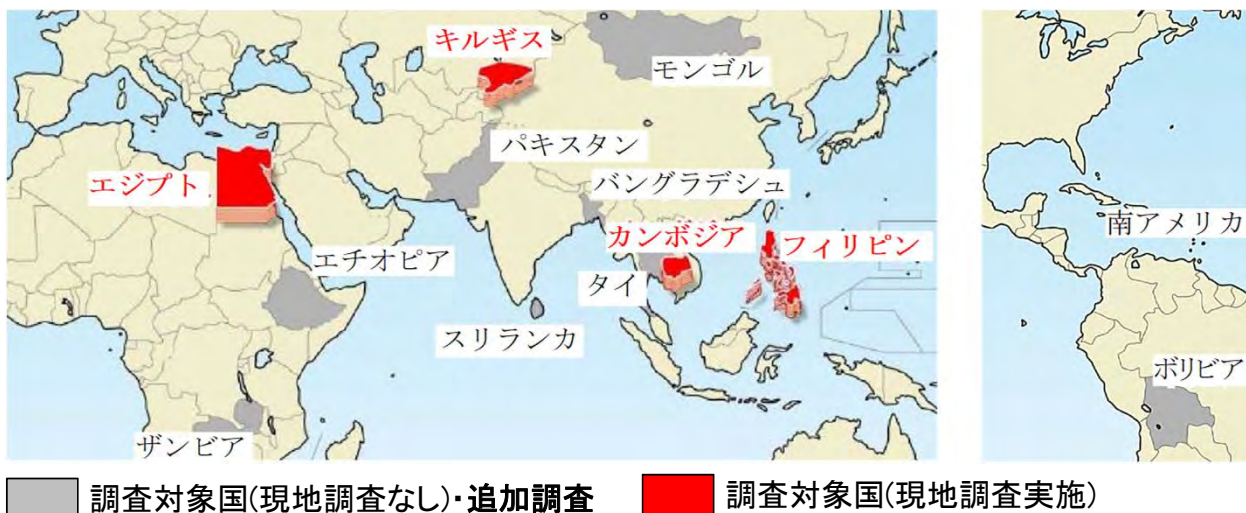 キルギス
モンゴル
パキスタン
エジプト
バングラデシュ
カンボジア
フィリピン
南アメリカ
エチオピア
タイ
スリランカ
ボリビア
ザンビア
調査対象国(現地調査なし)・追加調査
調査対象国(現地調査実施)